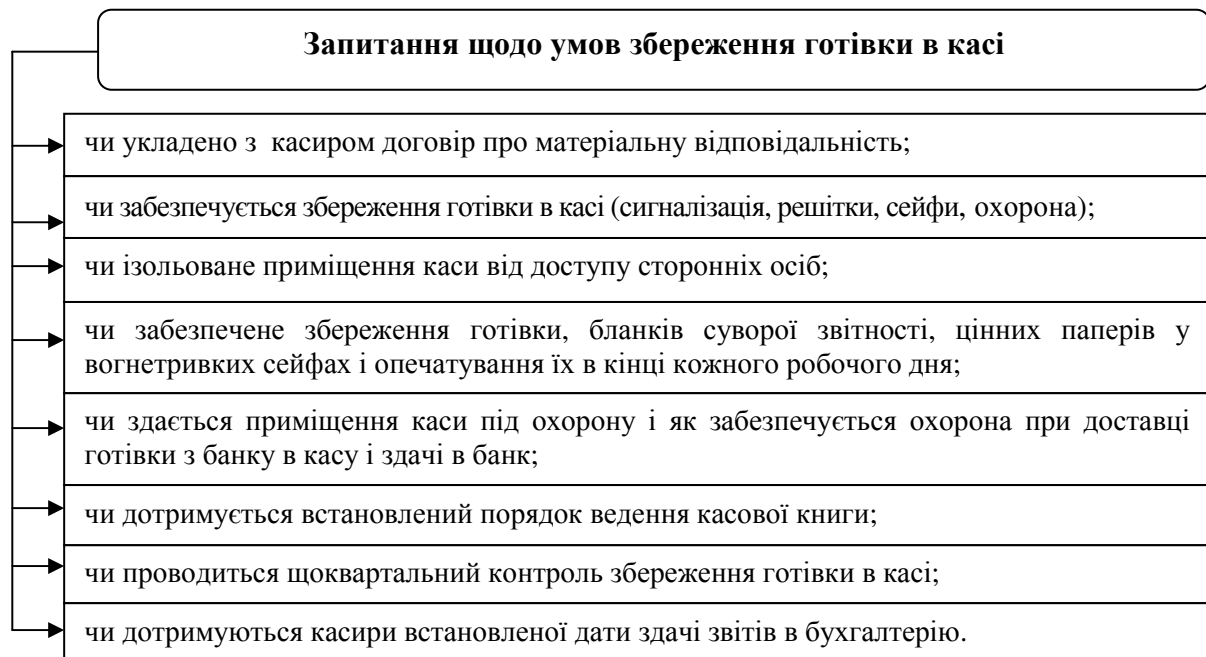 Запитання щодо умов збереження готівки в касі
чи укладено з касиром договір про матеріальну відповідальність;
чи забезпечується збереження готівки в касі (сигналізація, решітки, сейфи, охорона);
чи ізольоване приміщення каси від доступу сторонніх осіб;
чи забезпечене збереження готівки, бланків суворої звітності, цінних паперів у
вогнетривких сейфах і опечатування їх в кінці кожного робочого дня;
чи здається приміщення каси під охорону і як забезпечується охорона при доставці
готівки з банку в касу і здачі в банк;
чи дотримується встановлений порядок ведення касової книги;
чи проводиться щоквартальний контроль збереження готівки в касі;
чи дотримуються касири встановленої дати здачі звітів в бухгалтерію.